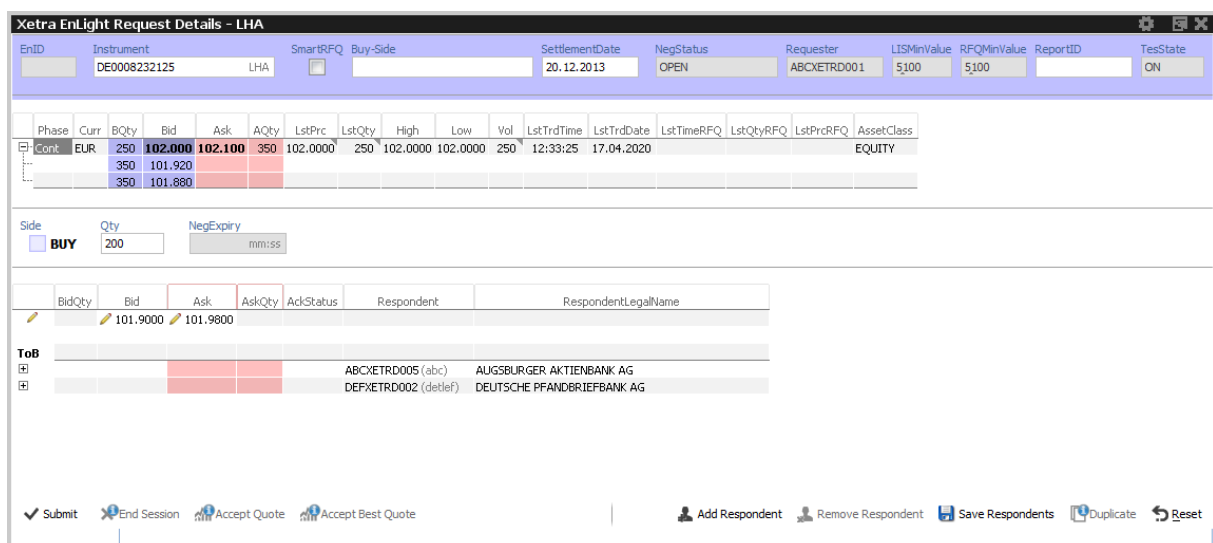 Xetra EnLight Request Details - LHA
EnID Instrument SmartRFQ Buy-Side SettlementDate NegStatus Requester LISMinValue RFQMinValue ReportID TesState
DE0008232125 LHA 20.12.2013 OPEN ABCXETRD001 5,100 5,100 ON
Phase Curr BQty Bid Ask AQty LstPrc LstQty High Low Vol LstTrdTime LstTrdDate LstTimeRFQ LstQtyRFQ LstPrcRFQ AssetClass
Cont EUR 250 102.000 102.100 350 102.0000 250 102.0000 102.0000 250 12:33:25 17.04.2020 EQUITY
350 101.920
350 101.880
Side Qty NegExpiry
BUY 200 mm:ss
BidQty Bid Ask AskQty AckStatus Respondent RespondentLegalName
101.9000 101.9800
ToB
ABCXETRD005 (abc) AUGSBURGER AKTIENBANK AG
DEFXETRD002 (detlef) DEUTSCHE PFANDBRIEFBANK AG
Submit End Session Accept Quote Accept Best Quote Add Respondent Remove Respondent Save Respondents Duplicate Reset